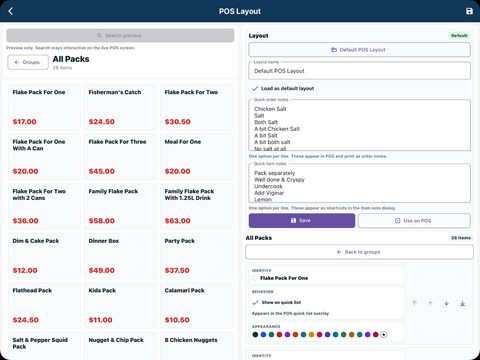 POS Layout
Search preview
Preview only. Search stays interactive on the live POS screen.
← Groups
All Packs
28 items
Flake Pack For One
$17.00
Fisherman's Catch
$24.50
Flake Pack For Two
$30.50
Flake Pack For One With A Can
$20.00
Flake Pack For Three
$45.00
Meal For One
$20.00
Flake Pack For Two with 2 Cans
$36.00
Family Flake Pack
$58.00
Family Flake Pack With 1.25L Drink
$63.00
Dim & Cake Pack
$12.00
Dinner Box
$49.00
Party Pack
$37.50
Flathead Pack
$24.50
Kids Pack
$11.00
Calamari Pack
$10.50
Salt & Pepper Squid Pack
Nugget & Chip Pack
8 Chicken Nuggets
Layout
Default
Default POS Layout
Layout name
Default POS Layout
Load as default layout
Quick order notes
Chicken Salt
Salt
Both Salt
A bit Chicken Salt
A bit Salt
A bit both salt
No salt at all
One option per line. These appear in POS and print as order notes.
Quick item notes
Pack separately
Well done & Cryspy
Undercook
Add Viginar
Lemon
One option per line. These appear as shortcuts in the item note dialog.
Save
Use on POS
All Packs
28 items
← Back to groups
IDENTITY
Flake Pack For One
BEHAVIOR
Show on quick list
Appears in the POS quick list overlay
APPEARANCE
IDENTITY